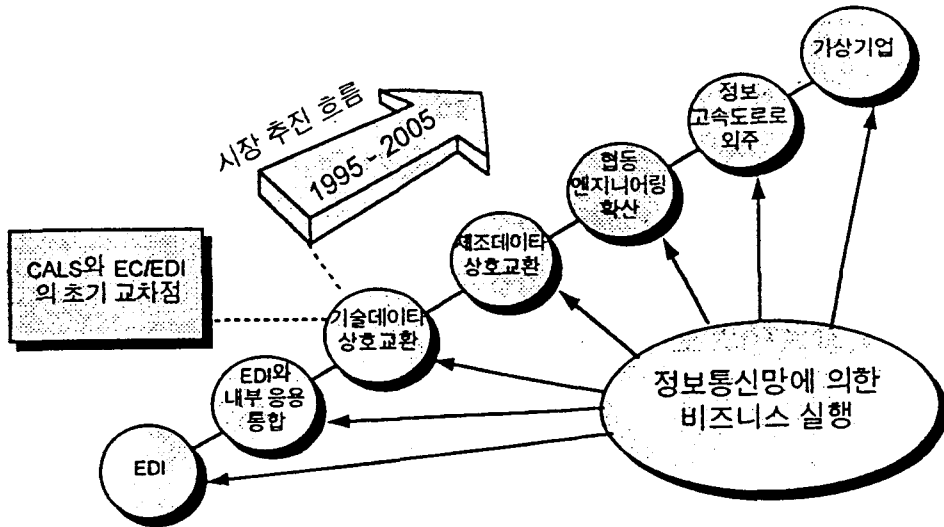 가상기업
정보
고속도로로
외주
시장 추진 흐름
1995 - 2005
협동
엔지니어링
확산
제조데이타
상호교환
CALS와 EC/EDI
의 초기 교차점
기술데이타
상호교환
정보통신망에 의한
비즈니스 실행
EDI와
내부 응용
통합
EDI